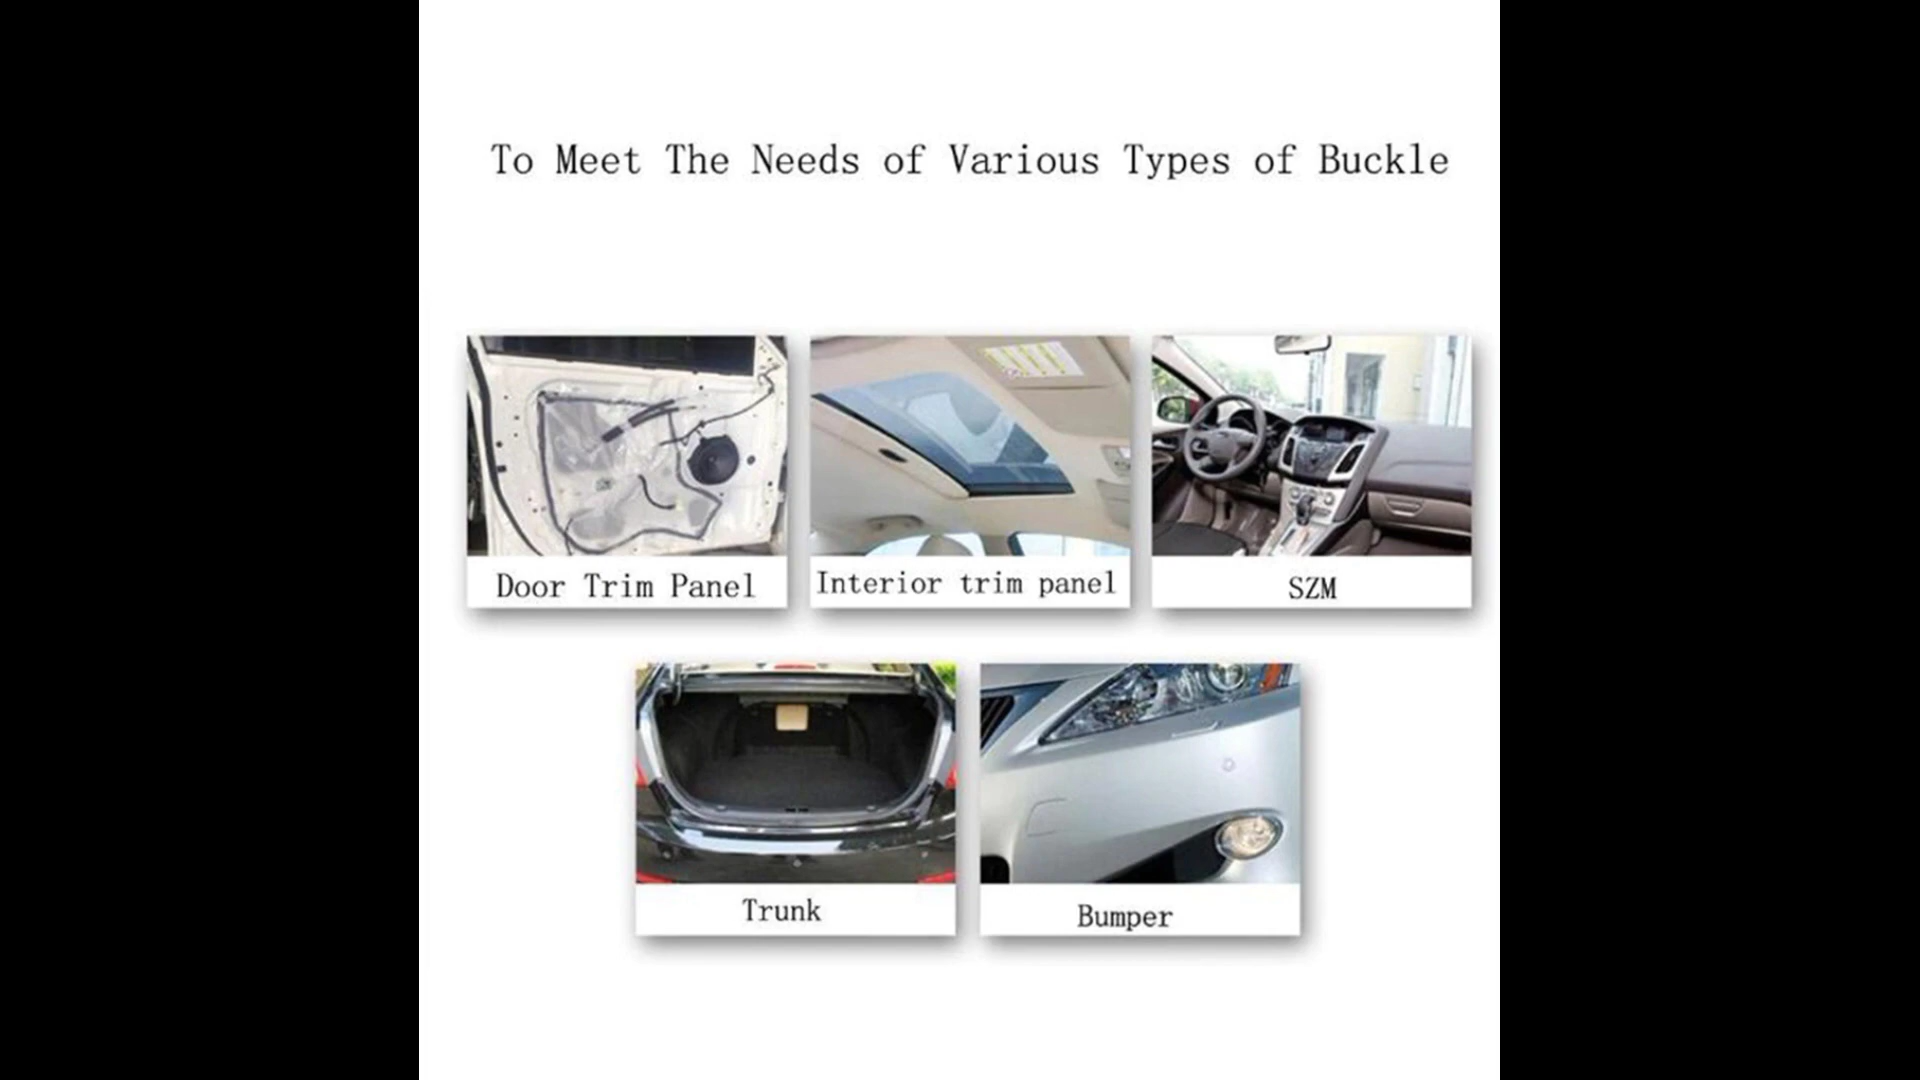 To Meet The Needs of Various Types of Buckle
Door Trim Panel
Interior trim panel
SZM
Trunk
Bumper